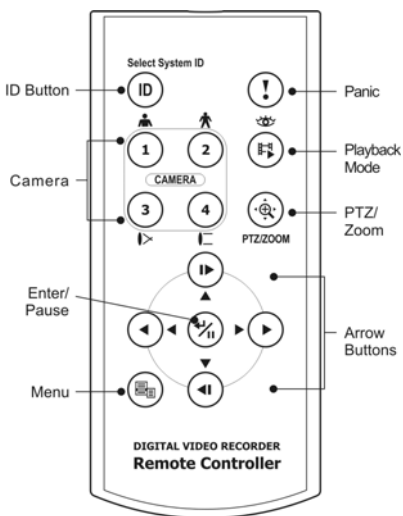 Select System ID
ID Button
ID
!
Panic
1
2
Playback
Mode
Camera
CAMERA
3
4
PTZ/
Zoom
PTZ/ZOOM
Enter/
Pause
Arrow
Buttons
Menu
DIGITAL VIDEO RECORDER
Remote Controller